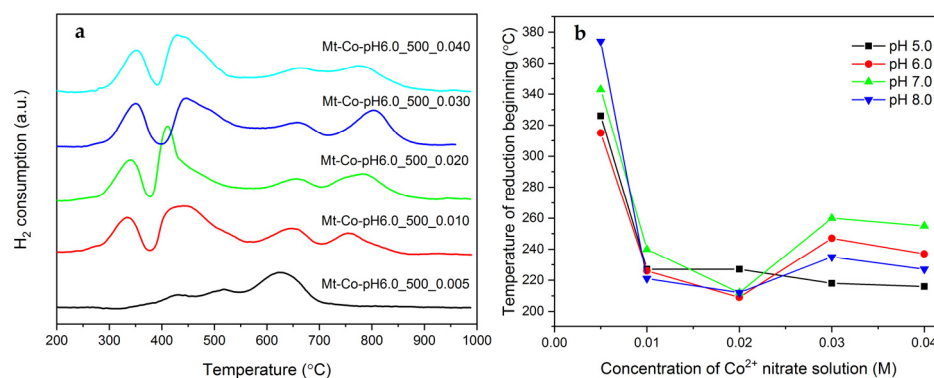 a
Mt-Co-pH6.0_500_0.040
Mt-Co-pH6.0_500_0.030
Mt-Co-pH6.0_500_0.020
Mt-Co-pH6.0_500_0.010
Mt-Co-pH6.0_500_0.005
H₂ consumption (a.u.)
200 300 400 500 600 700 800 900 1000
Temperature (°C)
b
pH 5.0
pH 6.0
pH 7.0
pH 8.0
Temperature of reduction beginning (°C)
380
360
340
320
300
280
260
240
220
200
0.00 0.01 0.02 0.03 0.04
Concentration of Co²⁺ nitrate solution (M)